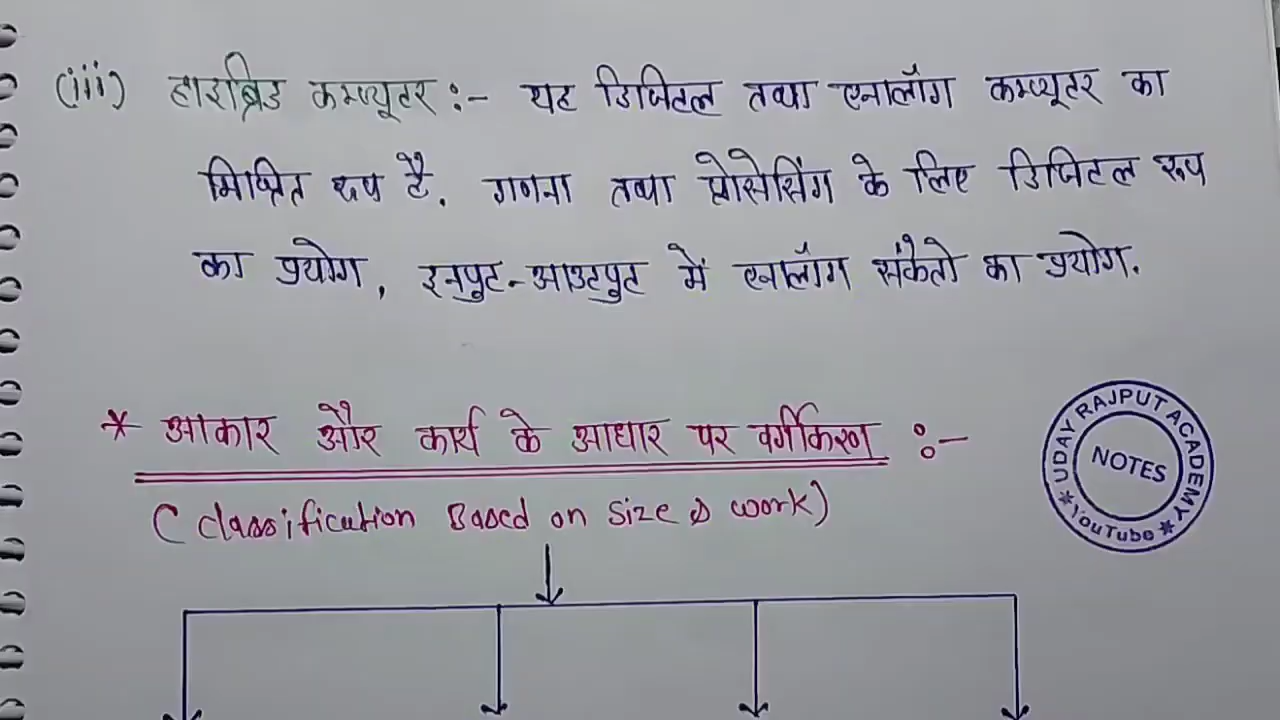 (iii) हाइब्रिड कम्प्यूटर :- यह डिजिटल तथा एनालॉग कम्प्यूटर का
मिश्रित रूप है. गणना तथा प्रोसेसिंग के लिए डिजिटल रूप
का प्रयोग, इनपुट-आउटपुट में एनालॉग संकेतो का प्रयोग.
* आकार और कार्य के आधार पर वर्गीकरण :-
(Classification Based on Size & work)
UDAY RAJPUT ACADEMY
NOTES
* YouTube *